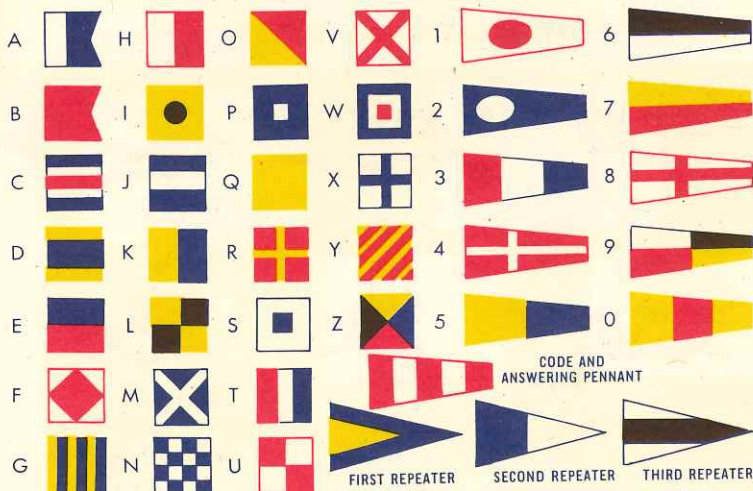 A H O V 1 6
B I P W 2 7
C J Q X 3 8
D K R Y 4 9
E L S Z 5 0
F M T
G N U
CODE AND
ANSWERING PENNANT
FIRST REPEATER SECOND REPEATER THIRD REPEATER